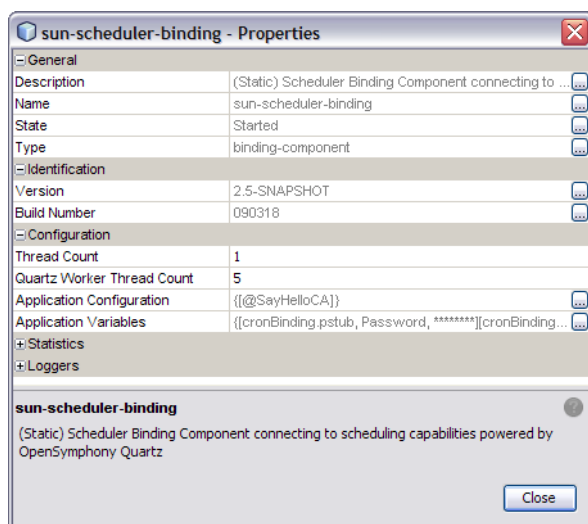 sun-scheduler-binding - Properties
General
Description (Static) Scheduler Binding Component connecting to ... ...
Name sun-scheduler-binding ...
State Started ...
Type binding-component ...
Identification
Version 2.5-SNAPSHOT ...
Build Number 090318 ...
Configuration
Thread Count 1
Quartz Worker Thread Count 5
Application Configuration {[@SayHelloCA]} ...
Application Variables {[cronBinding.pstub, Password, ********][cronBinding... ...
Statistics
Loggers
sun-scheduler-binding ?
(Static) Scheduler Binding Component connecting to scheduling capabilities powered by
OpenSymphony Quartz
Close